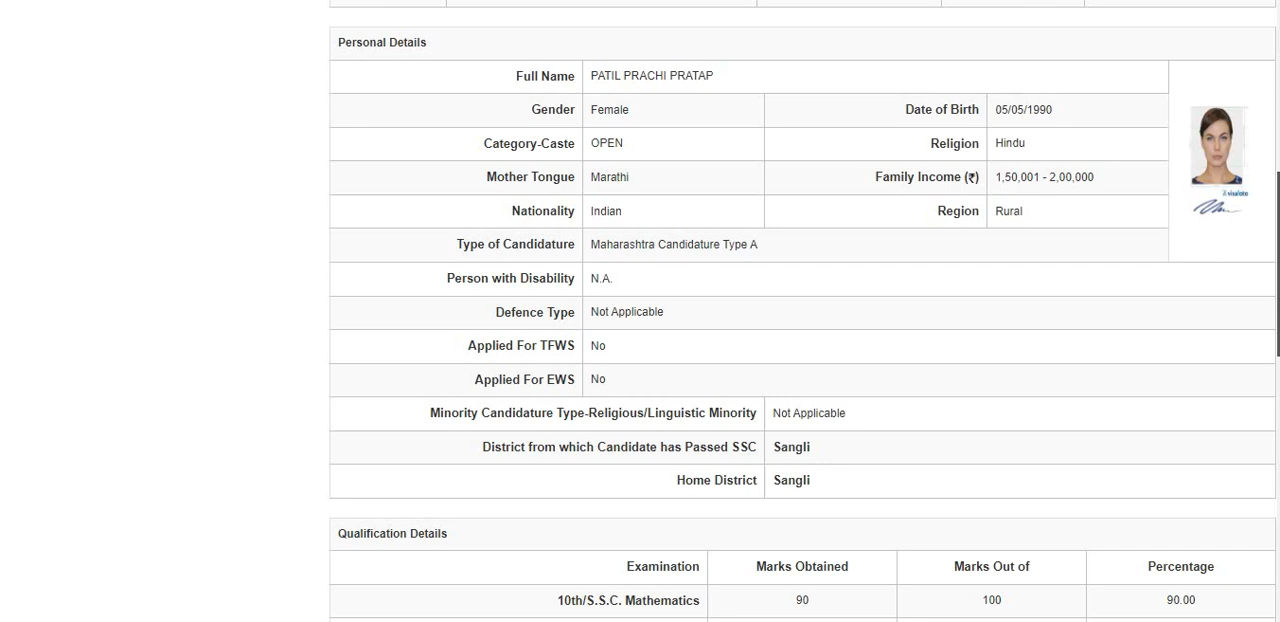 Personal Details
Full Name PATIL PRACHI PRATAP
Gender Female Date of Birth 05/05/1990
Category-Caste OPEN Religion Hindu
Mother Tongue Marathi Family Income (₹) 1,50,001 - 2,00,000
visafoto
Nationality Indian Region Rural
Type of Candidature Maharashtra Candidature Type A
Person with Disability N.A.
Defence Type Not Applicable
Applied For TFWS No
Applied For EWS No
Minority Candidature Type-Religious/Linguistic Minority Not Applicable
District from which Candidate has Passed SSC Sangli
Home District Sangli
Qualification Details
Examination Marks Obtained Marks Out of Percentage
10th/S.S.C. Mathematics 90 100 90.00